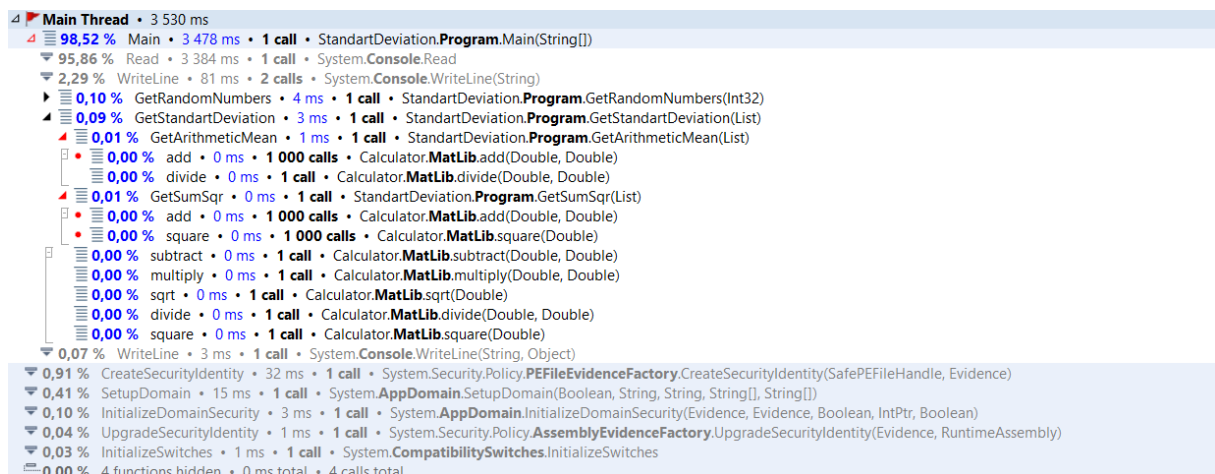 Main Thread • 3 530 ms
98,52 % Main • 3 478 ms • 1 call • StandartDeviation.Program.Main(String[])
95,86 % Read • 3 384 ms • 1 call • System.Console.Read
2,29 % WriteLine • 81 ms • 2 calls • System.Console.WriteLine(String)
0,10 % GetRandomNumbers • 4 ms • 1 call • StandartDeviation.Program.GetRandomNumbers(Int32)
0,09 % GetStandartDeviation • 3 ms • 1 call • StandartDeviation.Program.GetStandartDeviation(List)
0,01 % GetArithmeticMean • 1 ms • 1 call • StandartDeviation.Program.GetArithmeticMean(List)
0,00 % add • 0 ms • 1 000 calls • Calculator.MatLib.add(Double, Double)
0,00 % divide • 0 ms • 1 call • Calculator.MatLib.divide(Double, Double)
0,01 % GetSumSqr • 0 ms • 1 call • StandartDeviation.Program.GetSumSqr(List)
0,00 % add • 0 ms • 1 000 calls • Calculator.MatLib.add(Double, Double)
0,00 % square • 0 ms • 1 000 calls • Calculator.MatLib.square(Double)
0,00 % subtract • 0 ms • 1 call • Calculator.MatLib.subtract(Double, Double)
0,00 % multiply • 0 ms • 1 call • Calculator.MatLib.multiply(Double, Double)
0,00 % sqrt • 0 ms • 1 call • Calculator.MatLib.sqrt(Double)
0,00 % divide • 0 ms • 1 call • Calculator.MatLib.divide(Double, Double)
0,00 % square • 0 ms • 1 call • Calculator.MatLib.square(Double)
0,07 % WriteLine • 3 ms • 1 call • System.Console.WriteLine(String, Object)
0,91 % CreateSecurityIdentity • 32 ms • 1 call • System.Security.Policy.PEFileEvidenceFactory.CreateSecurityIdentity(SafePEFileHandle, Evidence)
0,41 % SetupDomain • 15 ms • 1 call • System.AppDomain.SetupDomain(Boolean, String, String, String[], String[])
0,10 % InitializeDomainSecurity • 3 ms • 1 call • System.AppDomain.InitializeDomainSecurity(Evidence, Evidence, Boolean, IntPtr, Boolean)
0,04 % UpgradeSecurityIdentity • 1 ms • 1 call • System.Security.Policy.AssemblyEvidenceFactory.UpgradeSecurityIdentity(Evidence, RuntimeAssembly)
0,03 % InitializeSwitches • 1 ms • 1 call • System.CompatibilitySwitches.InitializeSwitches
0,00 % 4 functions hidden • 0 ms total • 4 calls total